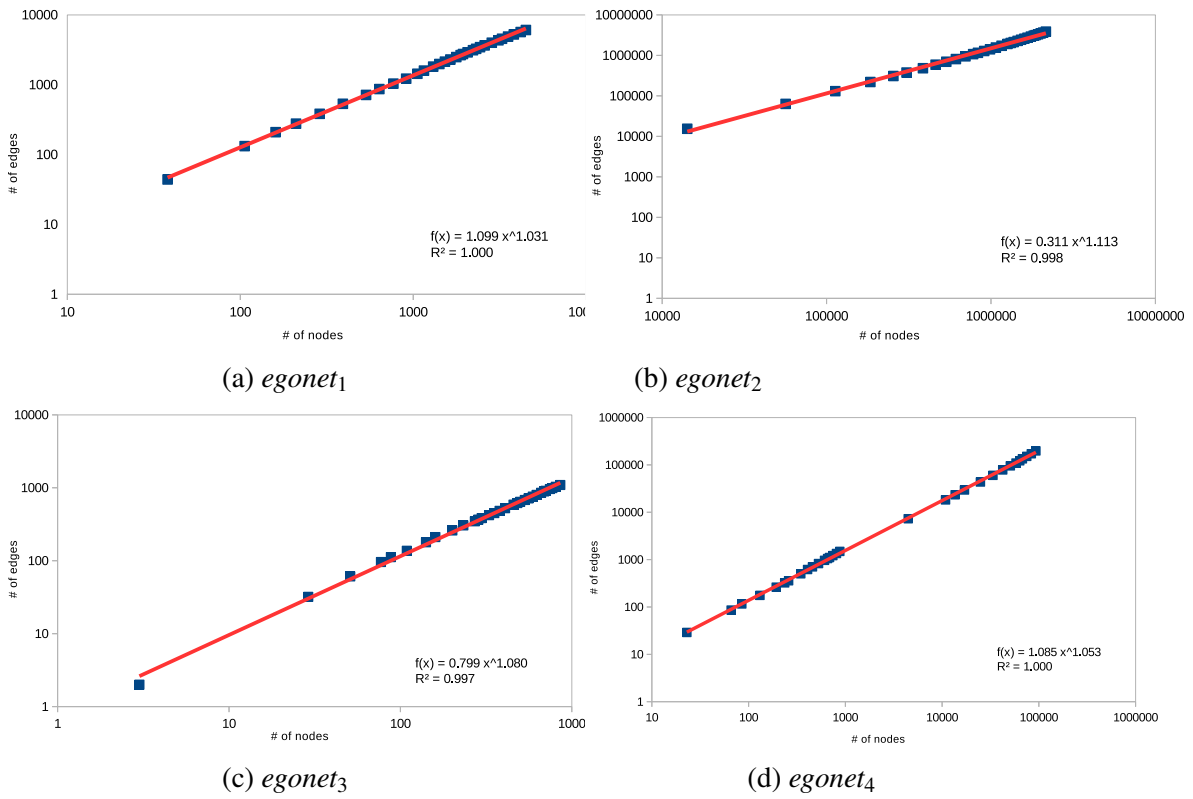 10000
1000
100
10
1
# of edges
10
100
1000
100
# of nodes
f(x) = 1.099 x^1.031
R² = 1.000
(a) egonet₁
10000000
1000000
100000
10000
1000
100
10
1
# of edges
10000
100000
1000000
10000000
# of nodes
f(x) = 0.311 x^1.113
R² = 0.998
(b) egonet₂
10000
1000
100
10
1
# of edges
1
10
100
1000
# of nodes
f(x) = 0.799 x^1.080
R² = 0.997
(c) egonet₃
1000000
100000
10000
1000
100
10
1
# of edges
10
100
1000
10000
100000
1000000
# of nodes
f(x) = 1.085 x^1.053
R² = 1.000
(d) egonet₄